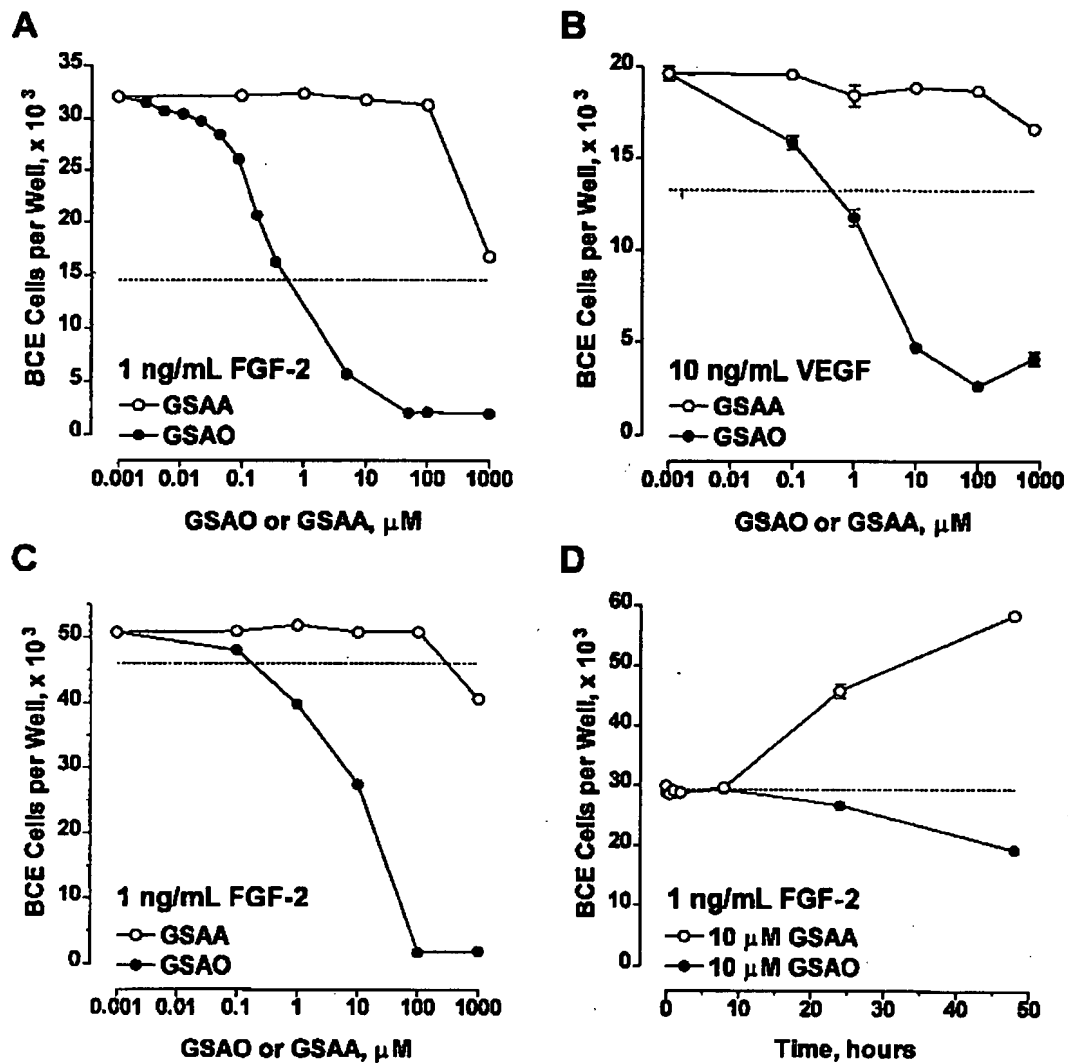 A
BCE Cells per Well, x 10³
35
30
25
20
15
10
5
0
1 ng/mL FGF-2
GSAA
GSAO
0.001 0.01 0.1 1 10 100 1000
GSAO or GSAA, µM
B
BCE Cells per Well, x 10³
20
15
10
5
0
10 ng/mL VEGF
GSAA
GSAO
0.001 0.01 0.1 1 10 100 1000
GSAO or GSAA, µM
C
BCE Cells per Well, x 10³
50
40
30
20
10
0
1 ng/mL FGF-2
GSAA
GSAO
0.001 0.01 0.1 1 10 100 1000
GSAO or GSAA, µM
D
BCE Cells per Well, x 10³
60
50
40
30
20
10
0
1 ng/mL FGF-2
10 µM GSAA
10 µM GSAO
0 10 20 30 40 50
Time, hours